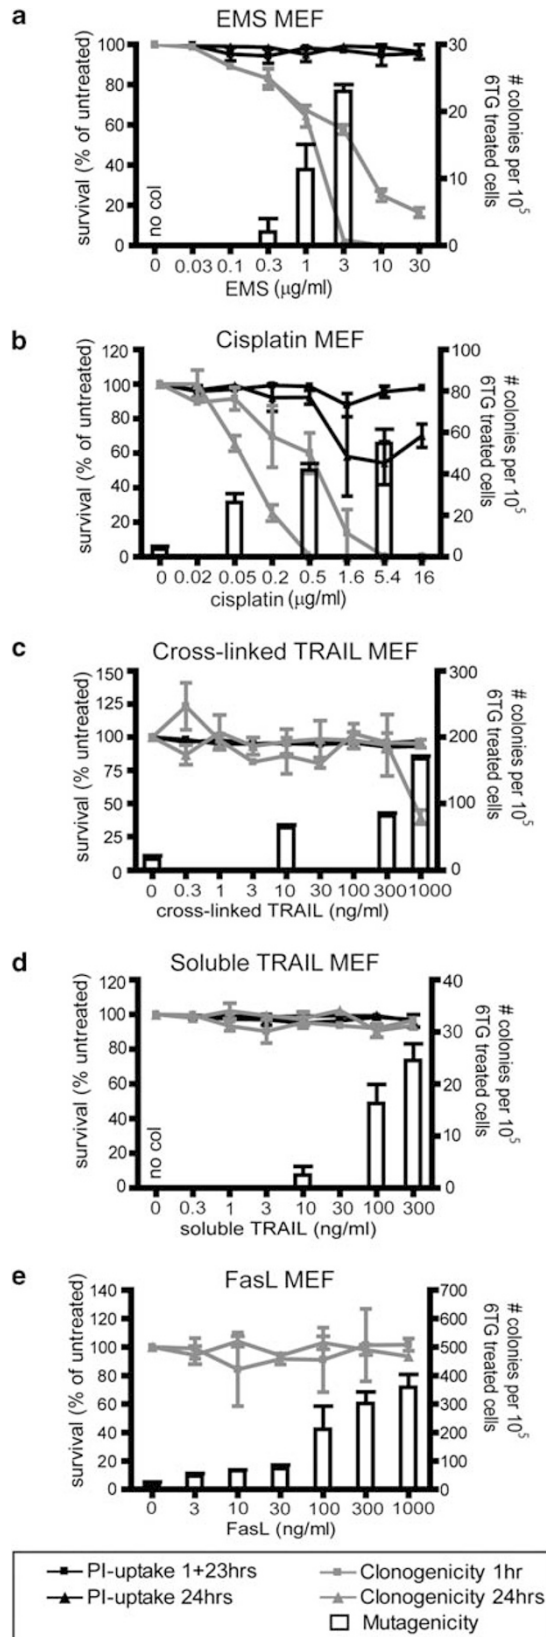 a
EMS MEF
survival (% of untreated)
100
80
60
40
20
0
no col
30
20
10
0
# colonies per 10⁵
6TG treated cells
0 0.03 0.1 0.3 1 3 10 30
EMS (μg/ml)
b
Cisplatin MEF
survival (% of untreated)
120
100
80
60
40
20
0
100
80
60
40
20
0
# colonies per 10⁵
6TG treated cells
0 0.02 0.05 0.2 0.5 1.6 5.4 16
cisplatin (μg/ml)
c
Cross-linked TRAIL MEF
survival (% untreated)
150
125
100
75
50
25
0
300
200
100
0
# colonies per 10⁵
6TG treated cells
0 0.3 1 3 10 30 100 300 1000
cross-linked TRAIL (ng/ml)
d
Soluble TRAIL MEF
survival (% untreated)
120
100
80
60
40
20
0
no col
40
30
20
10
0
# colonies per 10⁵
6TG treated cells
0 0.3 1 3 10 30 100 300
soluble TRAIL (ng/ml)
e
FasL MEF
survival (% of untreated)
140
120
100
80
60
40
20
0
700
600
500
400
300
200
100
0
# colonies per 10⁵
6TG treated cells
0 3 10 30 100 300 1000
FasL (ng/ml)
PI-uptake 1+23hrs
Clonogenicity 1hr
PI-uptake 24hrs
Clonogenicity 24hrs
Mutagenicity